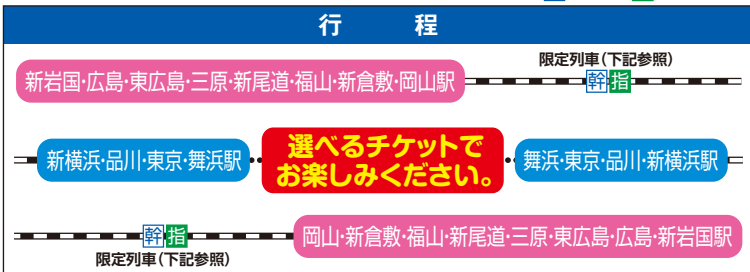 行程
限定列車(下記参照)
新岩国・広島・東広島・三原・新尾道・福山・新倉敷・岡山駅
幹指
新横浜・品川・東京・舞浜駅
選べるチケットで
お楽しみください。
舞浜・東京・品川・新横浜駅
幹指
岡山・新倉敷・福山・新尾道・三原・東広島・広島・新岩国駅
限定列車(下記参照)